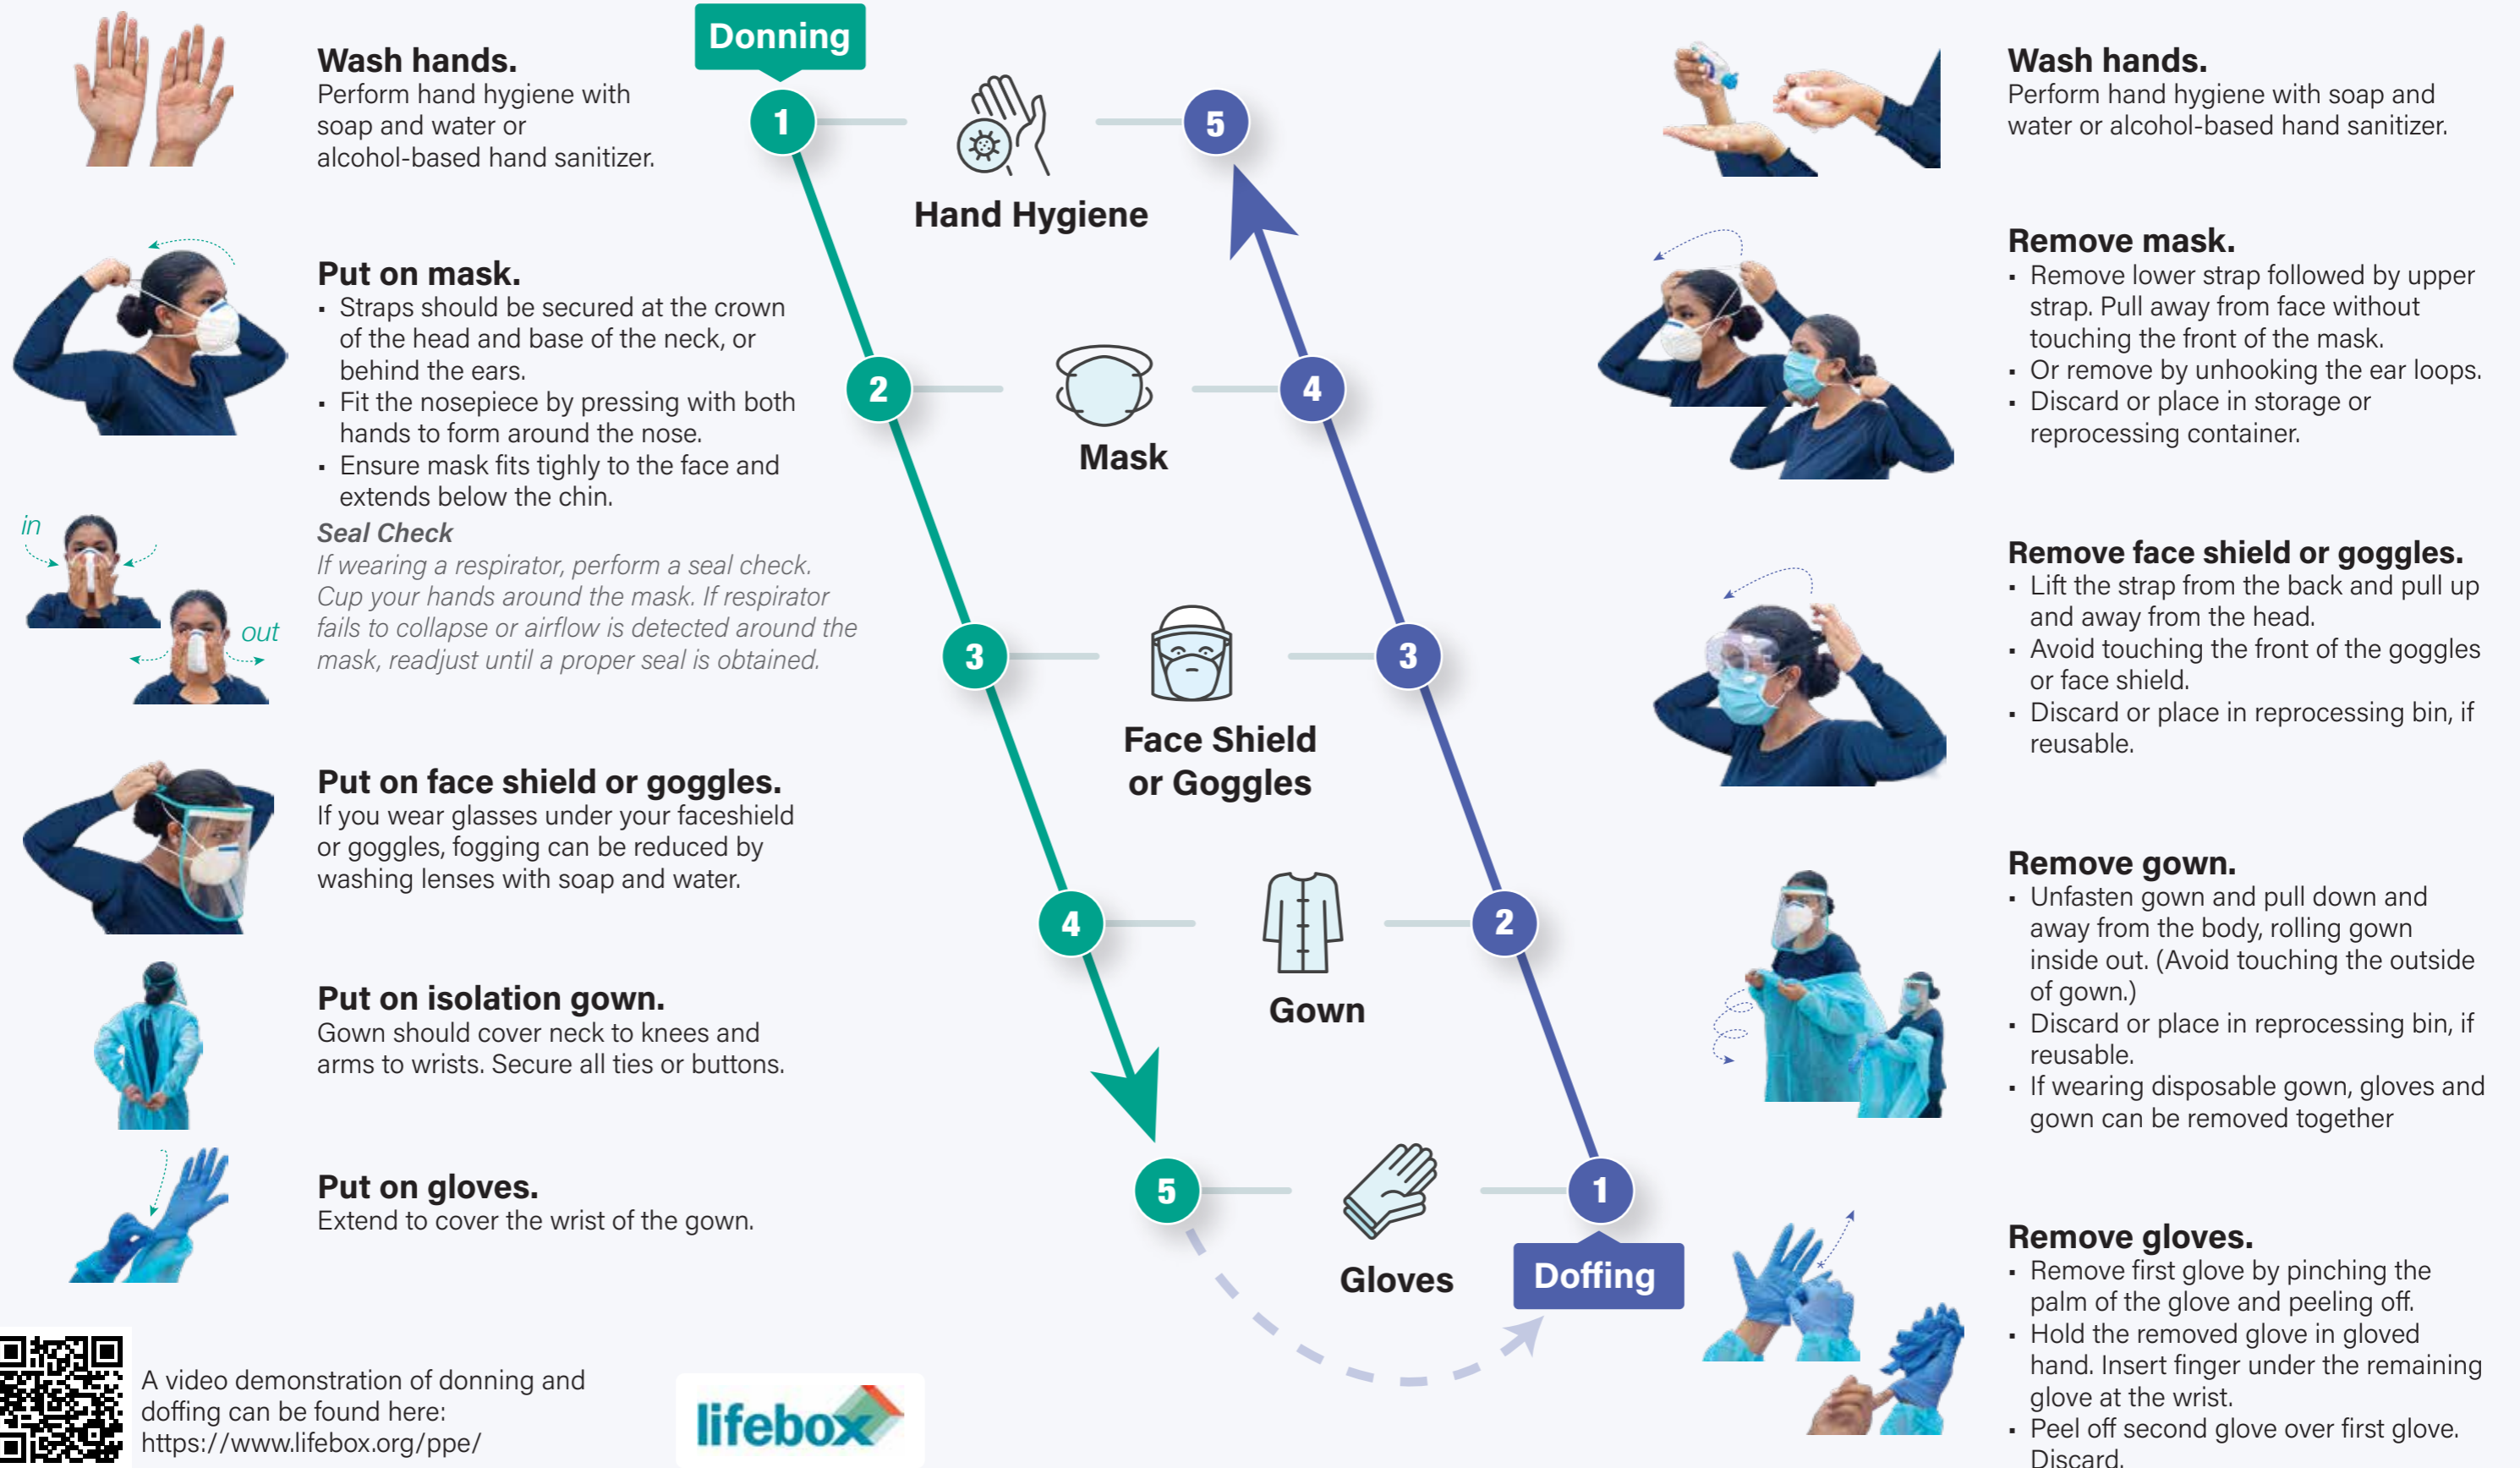 Donning
Wash hands.
Perform hand hygiene with
soap and water or
alcohol-based hand sanitizer.
Put on mask.
▪ Straps should be secured at the crown
of the head and base of the neck, or
behind the ears.
▪ Fit the nosepiece by pressing with both
hands to form around the nose.
▪ Ensure mask fits tighly to the face and
extends below the chin.
in
out
Seal Check
If wearing a respirator, perform a seal check.
Cup your hands around the mask. If respirator
fails to collapse or airflow is detected around the
mask, readjust until a proper seal is obtained.
Put on face shield or goggles.
If you wear glasses under your faceshield
or goggles, fogging can be reduced by
washing lenses with soap and water.
Put on isolation gown.
Gown should cover neck to knees and
arms to wrists. Secure all ties or buttons.
Put on gloves.
Extend to cover the wrist of the gown.
A video demonstration of donning and
doffing can be found here:
https://www.lifebox.org/ppe/
lifebox
1
5
Hand Hygiene
2
4
Mask
3
3
Face Shield
or Goggles
4
2
Gown
5
1
Gloves
Doffing
Wash hands.
Perform hand hygiene with soap and
water or alcohol-based hand sanitizer.
Remove mask.
▪ Remove lower strap followed by upper
strap. Pull away from face without
touching the front of the mask.
▪ Or remove by unhooking the ear loops.
▪ Discard or place in storage or
reprocessing container.
Remove face shield or goggles.
▪ Lift the strap from the back and pull up
and away from the head.
▪ Avoid touching the front of the goggles
or face shield.
▪ Discard or place in reprocessing bin, if
reusable.
Remove gown.
▪ Unfasten gown and pull down and
away from the body, rolling gown
inside out. (Avoid touching the outside
of gown.)
▪ Discard or place in reprocessing bin, if
reusable.
▪ If wearing disposable gown, gloves and
gown can be removed together
Remove gloves.
▪ Remove first glove by pinching the
palm of the glove and peeling off.
▪ Hold the removed glove in gloved
hand. Insert finger under the remaining
glove at the wrist.
▪ Peel off second glove over first glove.
Discard.